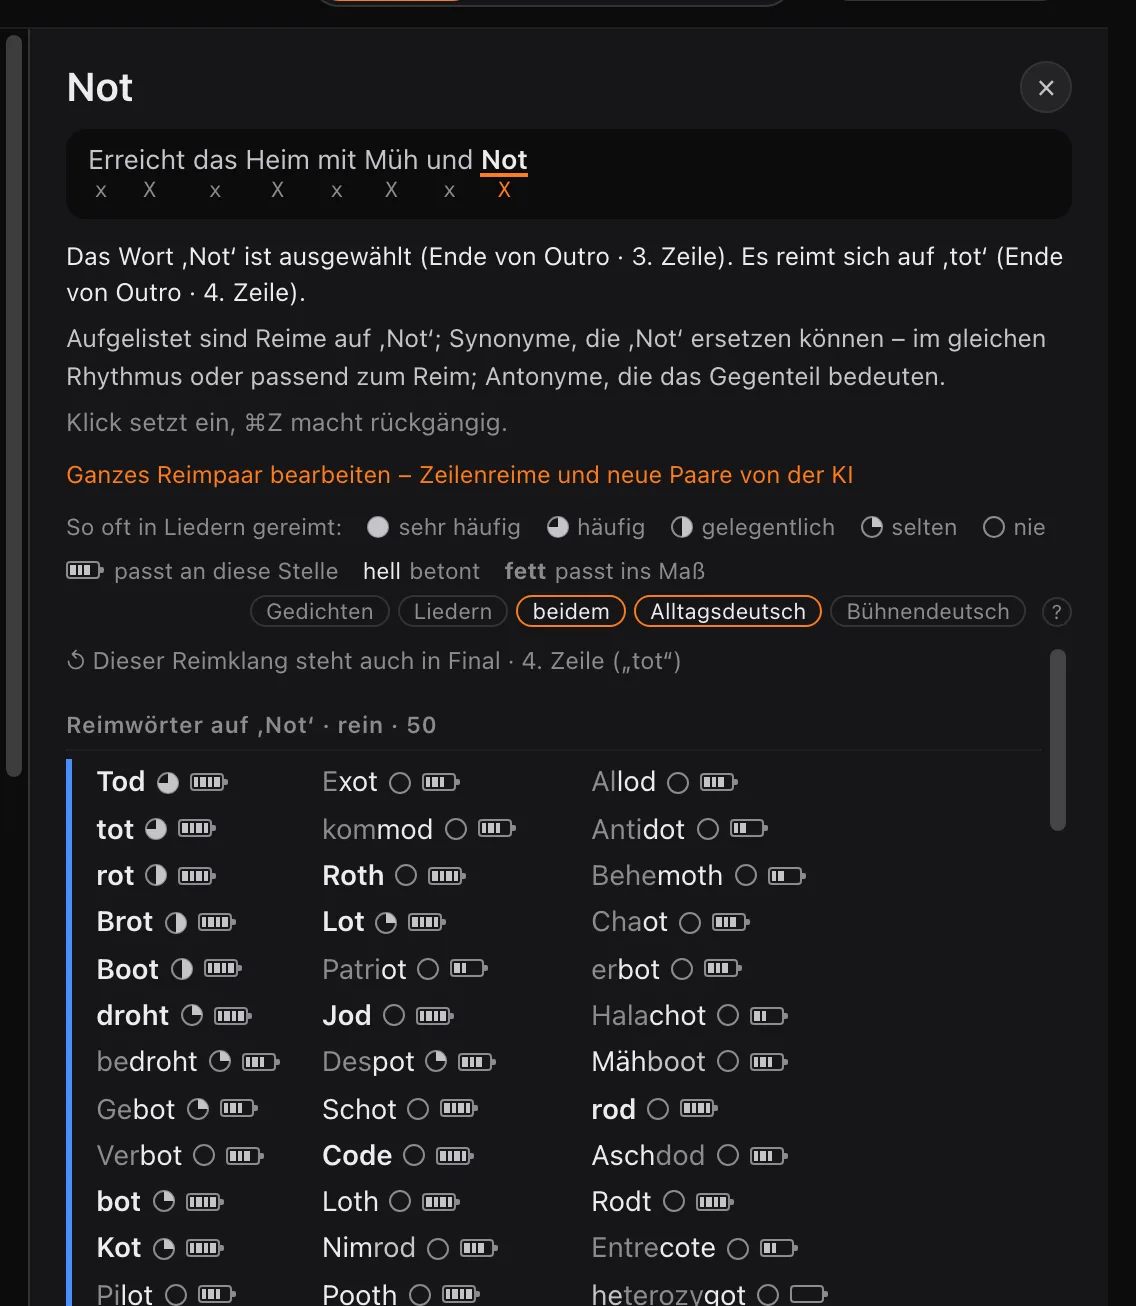 Not
Erreicht das Heim mit Müh und Not
x X x X x X x X
Das Wort ‚Not‘ ist ausgewählt (Ende von Outro · 3. Zeile). Es reimt sich auf ‚tot‘ (Ende
von Outro · 4. Zeile).
Aufgelistet sind Reime auf ‚Not‘; Synonyme, die ‚Not‘ ersetzen können – im gleichen
Rhythmus oder passend zum Reim; Antonyme, die das Gegenteil bedeuten.
Klick setzt ein, ⌘Z macht rückgängig.
Ganzes Reimpaar bearbeiten – Zeilenreime und neue Paare von der KI
So oft in Liedern gereimt: sehr häufig häufig gelegentlich selten nie
passt an diese Stelle hell betont fett passt ins Maß
Gedichten Liedern beidem Alltagsdeutsch Bühnendeutsch ?
Dieser Reimklang steht auch in Final · 4. Zeile („tot“)
Reimwörter auf ‚Not‘ · rein · 50
Tod Exot Allod
tot kommod Antidot
rot Roth Behemoth
Brot Lot Chaot
Boot Patriot erbot
droht Jod Halachot
bedroht Despot Mähboot
Gebot Schot rod
Verbot Code Aschdod
bot Loth Rodt
Kot Nimrod Entrecote
Pilot Pooth heterozygot